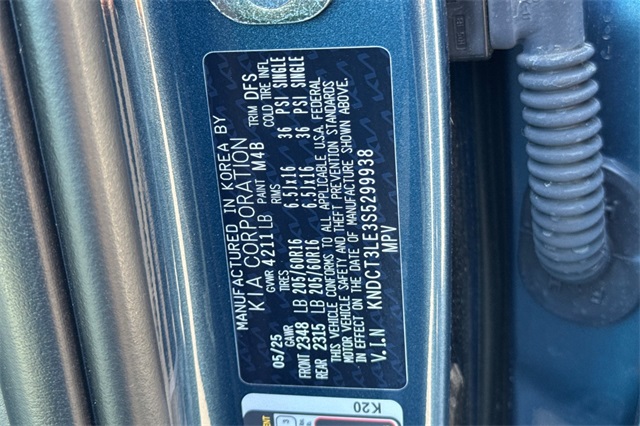 MANUFACTURED IN KOREA BY
KIA CORPORATION
05/25 GVWR 4211 LB PAINT M4B TRIM DFS
GAWR TIRES RIMS COLD TIRE INFL
FRONT 2348 LB 205/60R16 6.5Jx16 36 PSI SINGLE
REAR 2315 LB 205/60R16 6.5Jx16 36 PSI SINGLE
THIS VEHICLE CONFORMS TO ALL APPLICABLE U.S.A. FEDERAL
MOTOR VEHICLE SAFETY AND THEFT PREVENTION STANDARDS
IN EFFECT ON THE DATE OF MANUFACTURE SHOWN ABOVE.
V.I.N KNDCT3LE3S5299938
MPV
K20